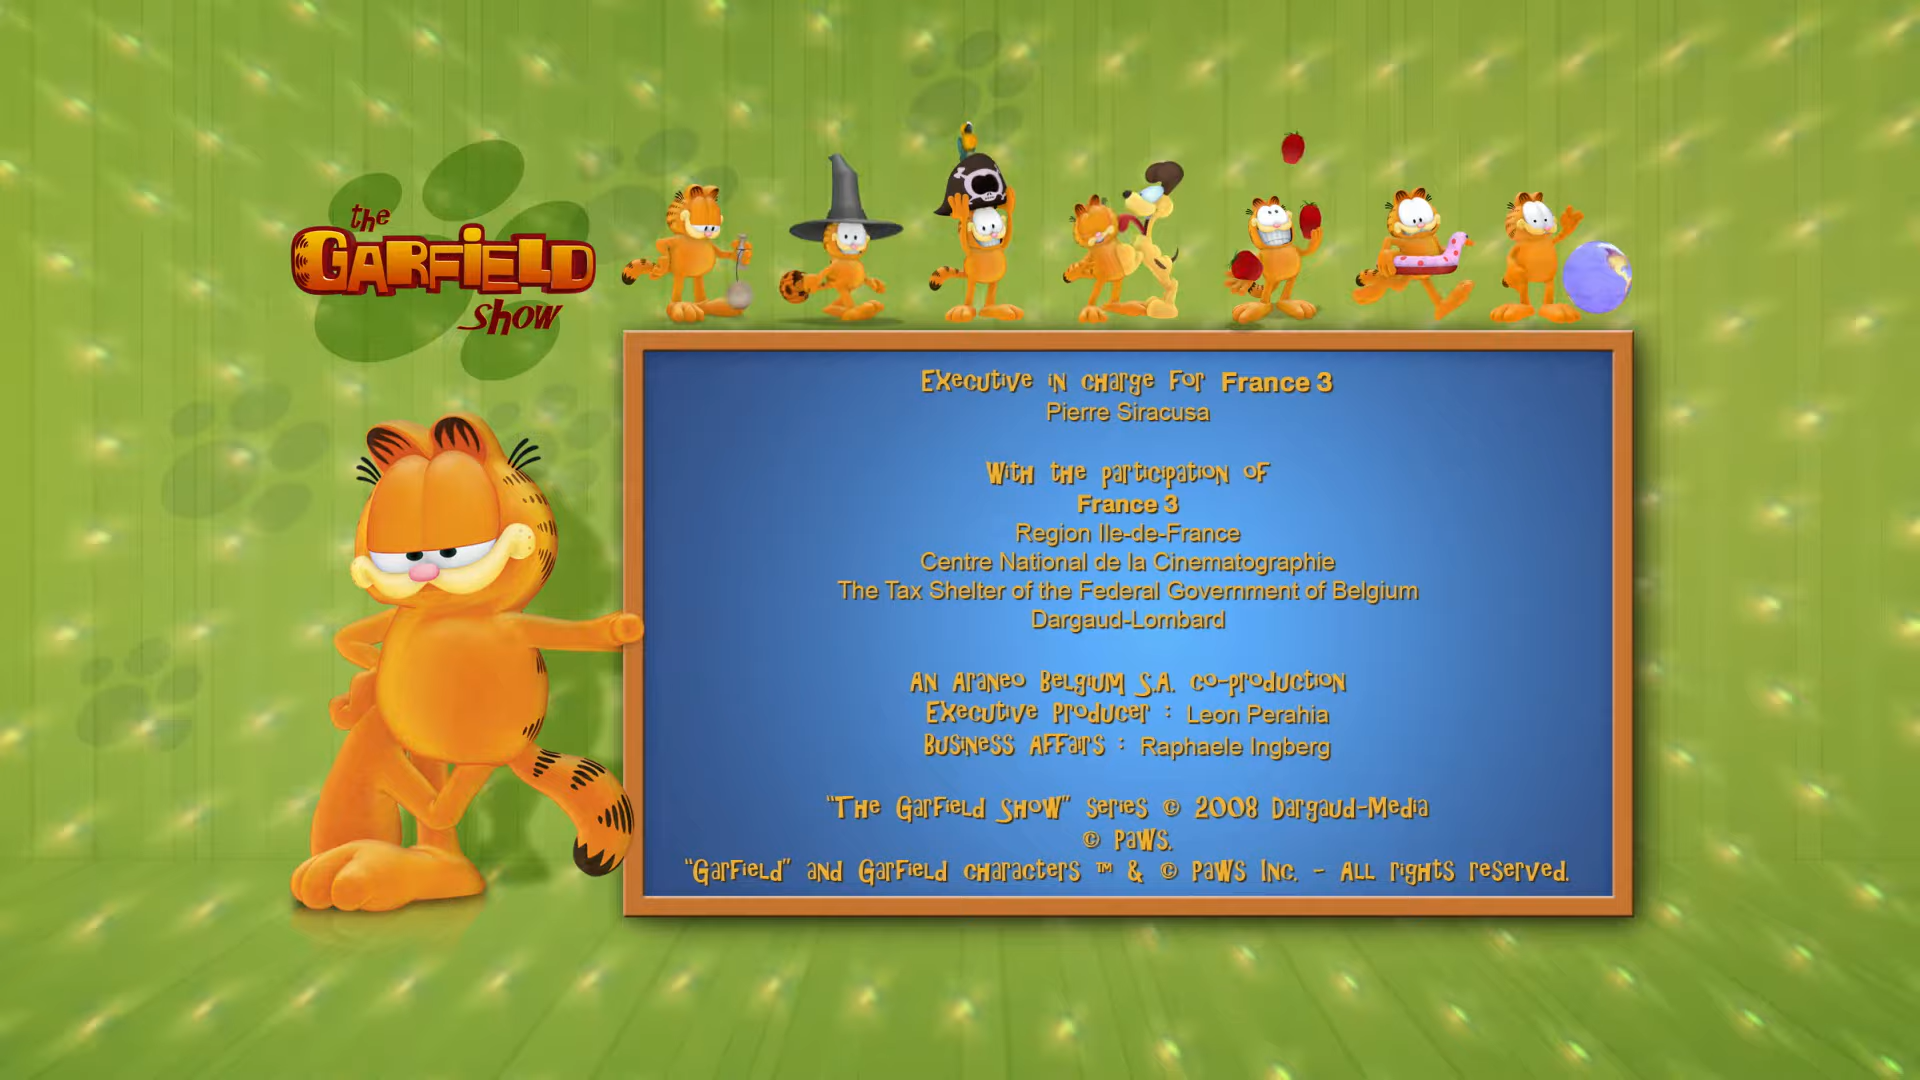 the
GARFIELD
show
Executive in charge for France 3
Pierre Siracusa
With the participation of
France 3
Region Ile-de-France
Centre National de la Cinematographie
The Tax Shelter of the Federal Government of Belgium
Dargaud-Lombard
An Araneo Belgium S.A. co-production
Executive Producer : Leon Perahia
Business Affairs : Raphaele Ingberg
"The Garfield Show" Series © 2008 Dargaud-Media
© PAWS.
"Garfield" and Garfield characters ™ & © PAWS Inc. - All rights reserved.